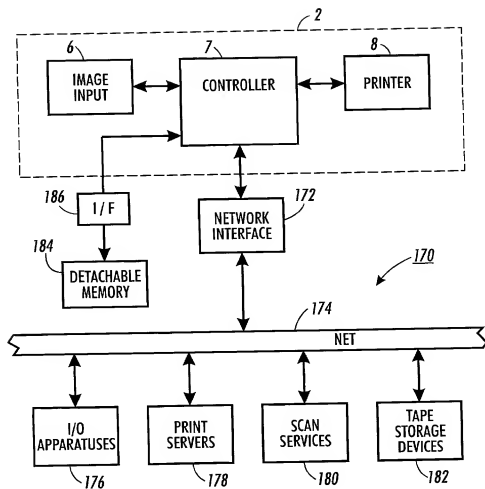 2
6
7
8
IMAGE
INPUT
CONTROLLER
PRINTER
186
I/F
172
NETWORK
INTERFACE
184
DETACHABLE
MEMORY
170
174
NET
I/O
APPARATUSES
PRINT
SERVERS
SCAN
SERVICES
TAPE
STORAGE
DEVICES
176
178
180
182